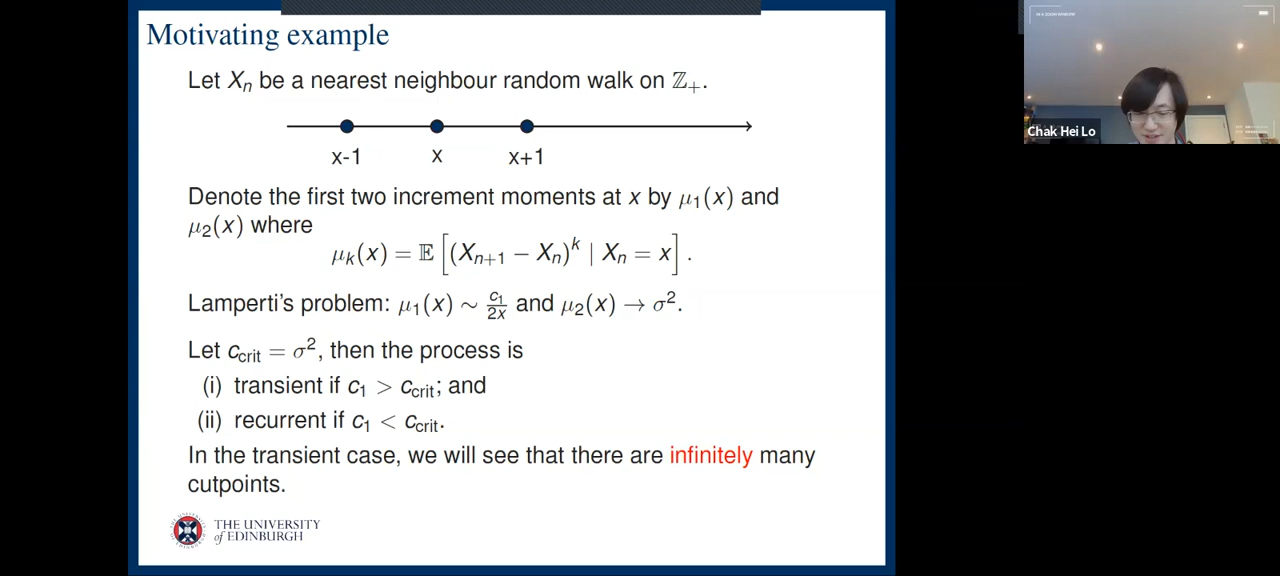 Motivating example
Let Xₙ be a nearest neighbour random walk on ℤ₊.
x-1 x x+1
Denote the first two increment moments at x by μ₁(x) and
μ₂(x) where
μₖ(x) = 𝔼 [(Xₙ₊₁ − Xₙ)ᵏ | Xₙ = x] .
Lamperti's problem: μ₁(x) ∼ c₁/2x and μ₂(x) → σ².
Let c_crit = σ², then the process is
(i) transient if c₁ > c_crit; and
(ii) recurrent if c₁ < c_crit.
In the transient case, we will see that there are infinitely many
cutpoints.
THE UNIVERSITY
of EDINBURGH
Chak Hei Lo